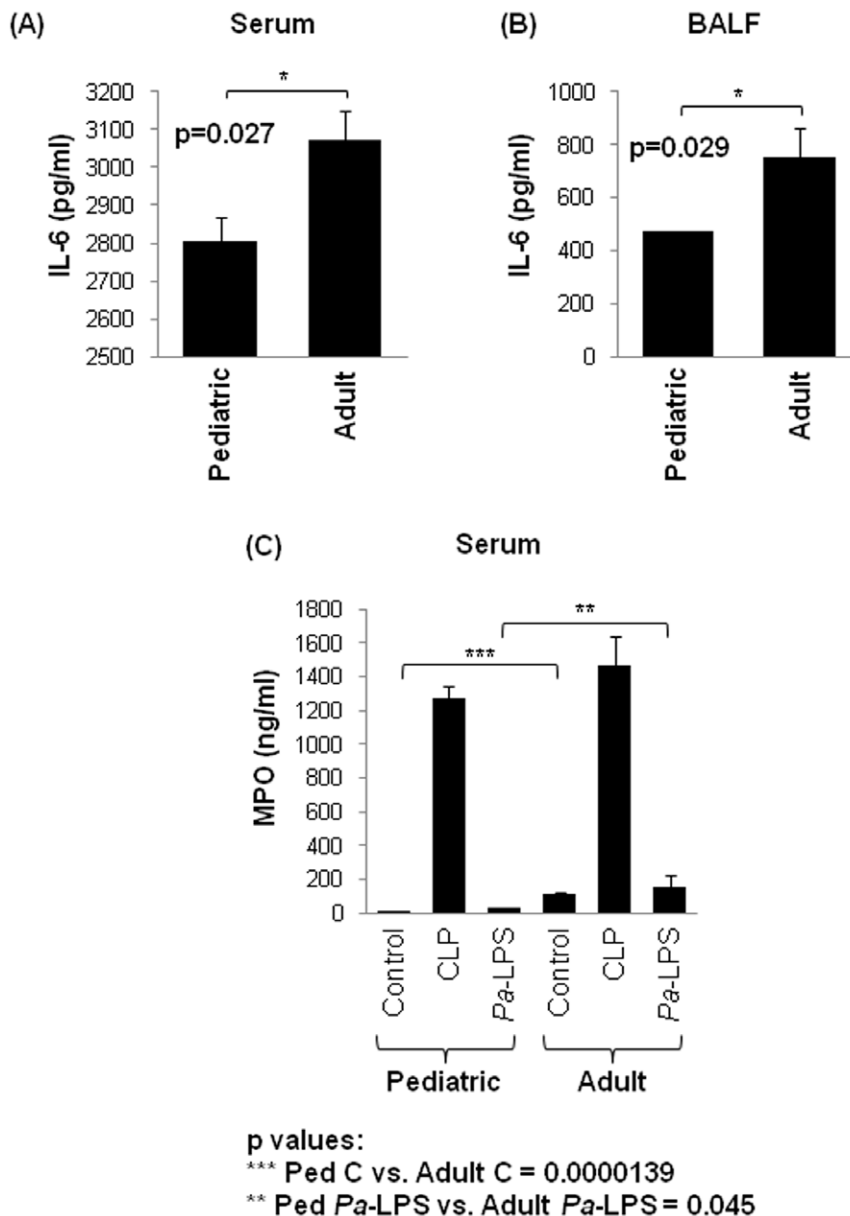 (A) Serum
*
p=0.027
IL-6 (pg/ml)
3200
3100
3000
2900
2800
2700
2600
2500
Pediatric
Adult
(B) BALF
*
p=0.029
IL-6 (pg/ml)
1000
800
600
400
200
0
Pediatric
Adult
(C) Serum
***
**
MPO (ng/ml)
1800
1600
1400
1200
1000
800
600
400
200
0
Control
CLP
Pa-LPS
Control
CLP
Pa-LPS
Pediatric
Adult
p values:
*** Ped C vs. Adult C = 0.0000139
** Ped Pa-LPS vs. Adult Pa-LPS = 0.045